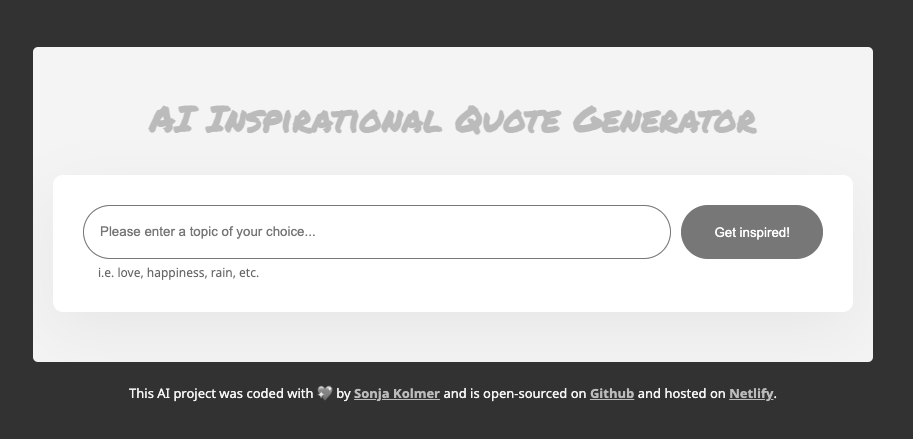 AI Inspirational Quote Generator
Please enter a topic of your choice...
Get inspired!
i.e. love, happiness, rain, etc.
This AI project was coded with 💖 by Sonja Kolmer and is open-sourced on Github and hosted on Netlify.